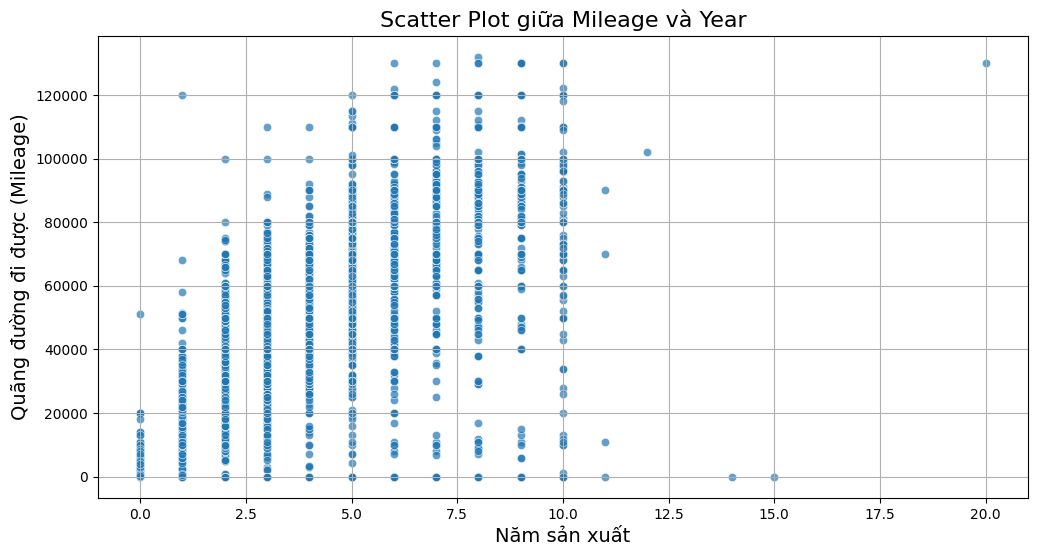 Scatter Plot giữa Mileage và Year
Quãng đường đi được (Mileage)
120000
100000
80000
60000
40000
20000
0
0.0 2.5 5.0 7.5 10.0 12.5 15.0 17.5 20.0
Năm sản xuất